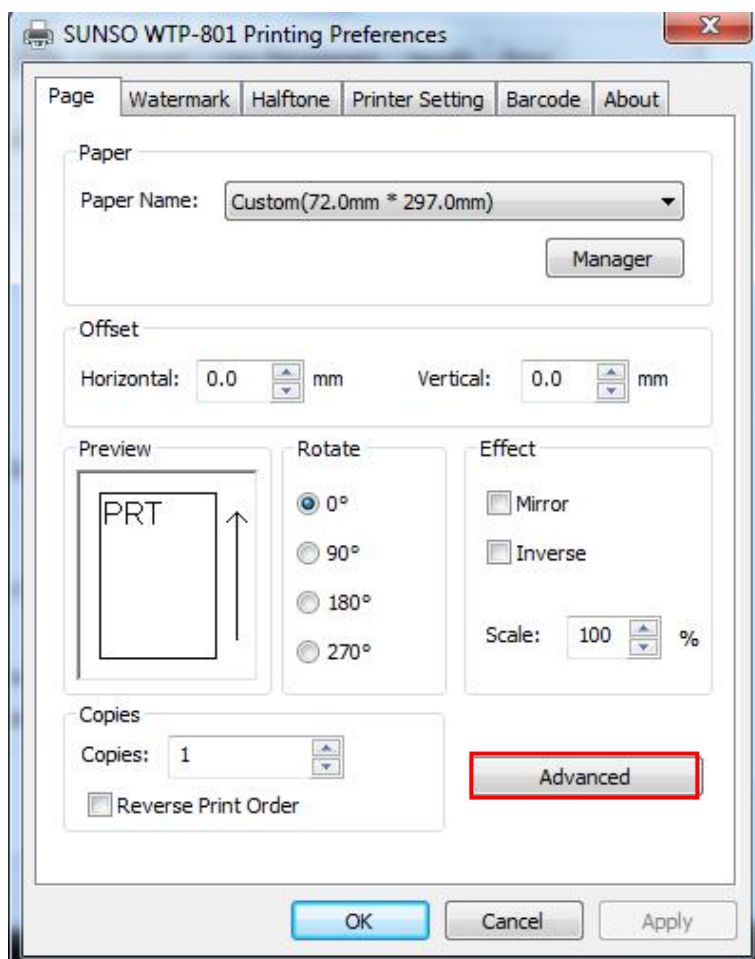 SUNSO WTP-801 Printing Preferences
Page Watermark Halftone Printer Setting Barcode About
Paper
Paper Name: Custom(72.0mm * 297.0mm)
Manager
Offset
Horizontal: 0.0 mm Vertical: 0.0 mm
Preview Rotate Effect
PRT 0° Mirror
90° Inverse
180°
Scale: 100 %
270°
Copies
Copies: 1
Advanced
Reverse Print Order
OK Cancel Apply